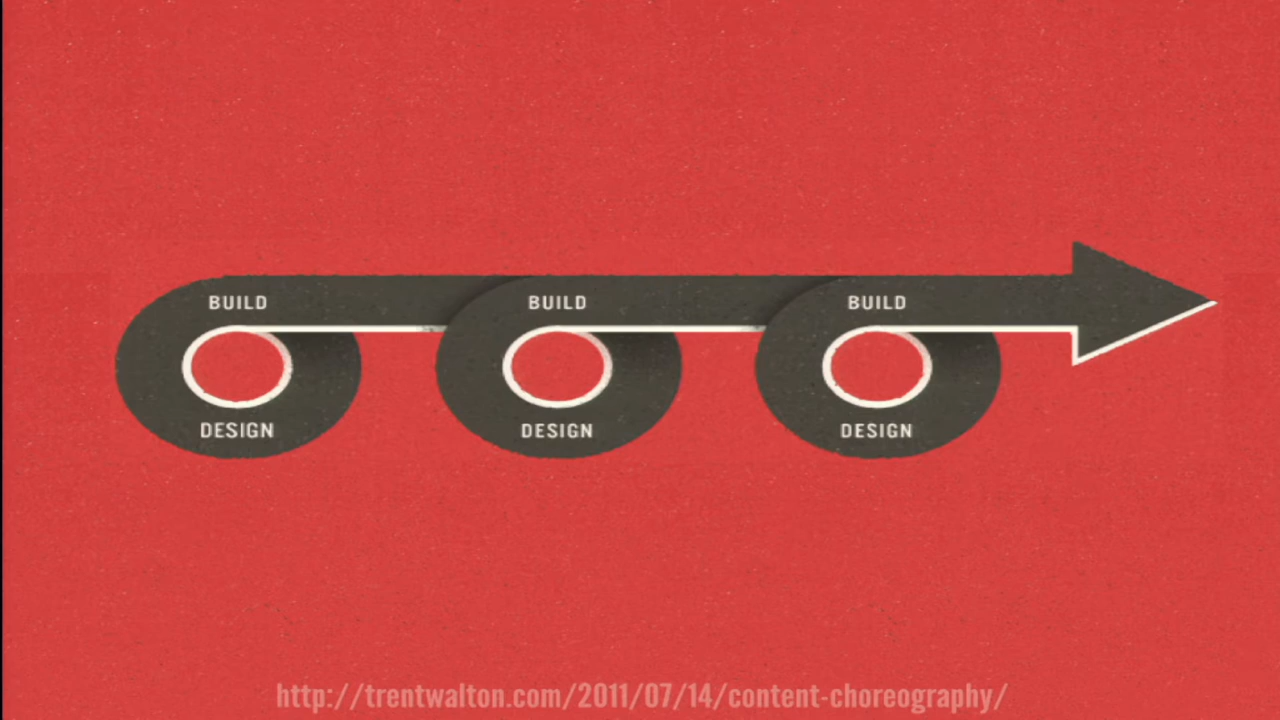 BUILD BUILD BUILD
DESIGN DESIGN DESIGN
http://trentwalton.com/2011/07/14/content-choreography/